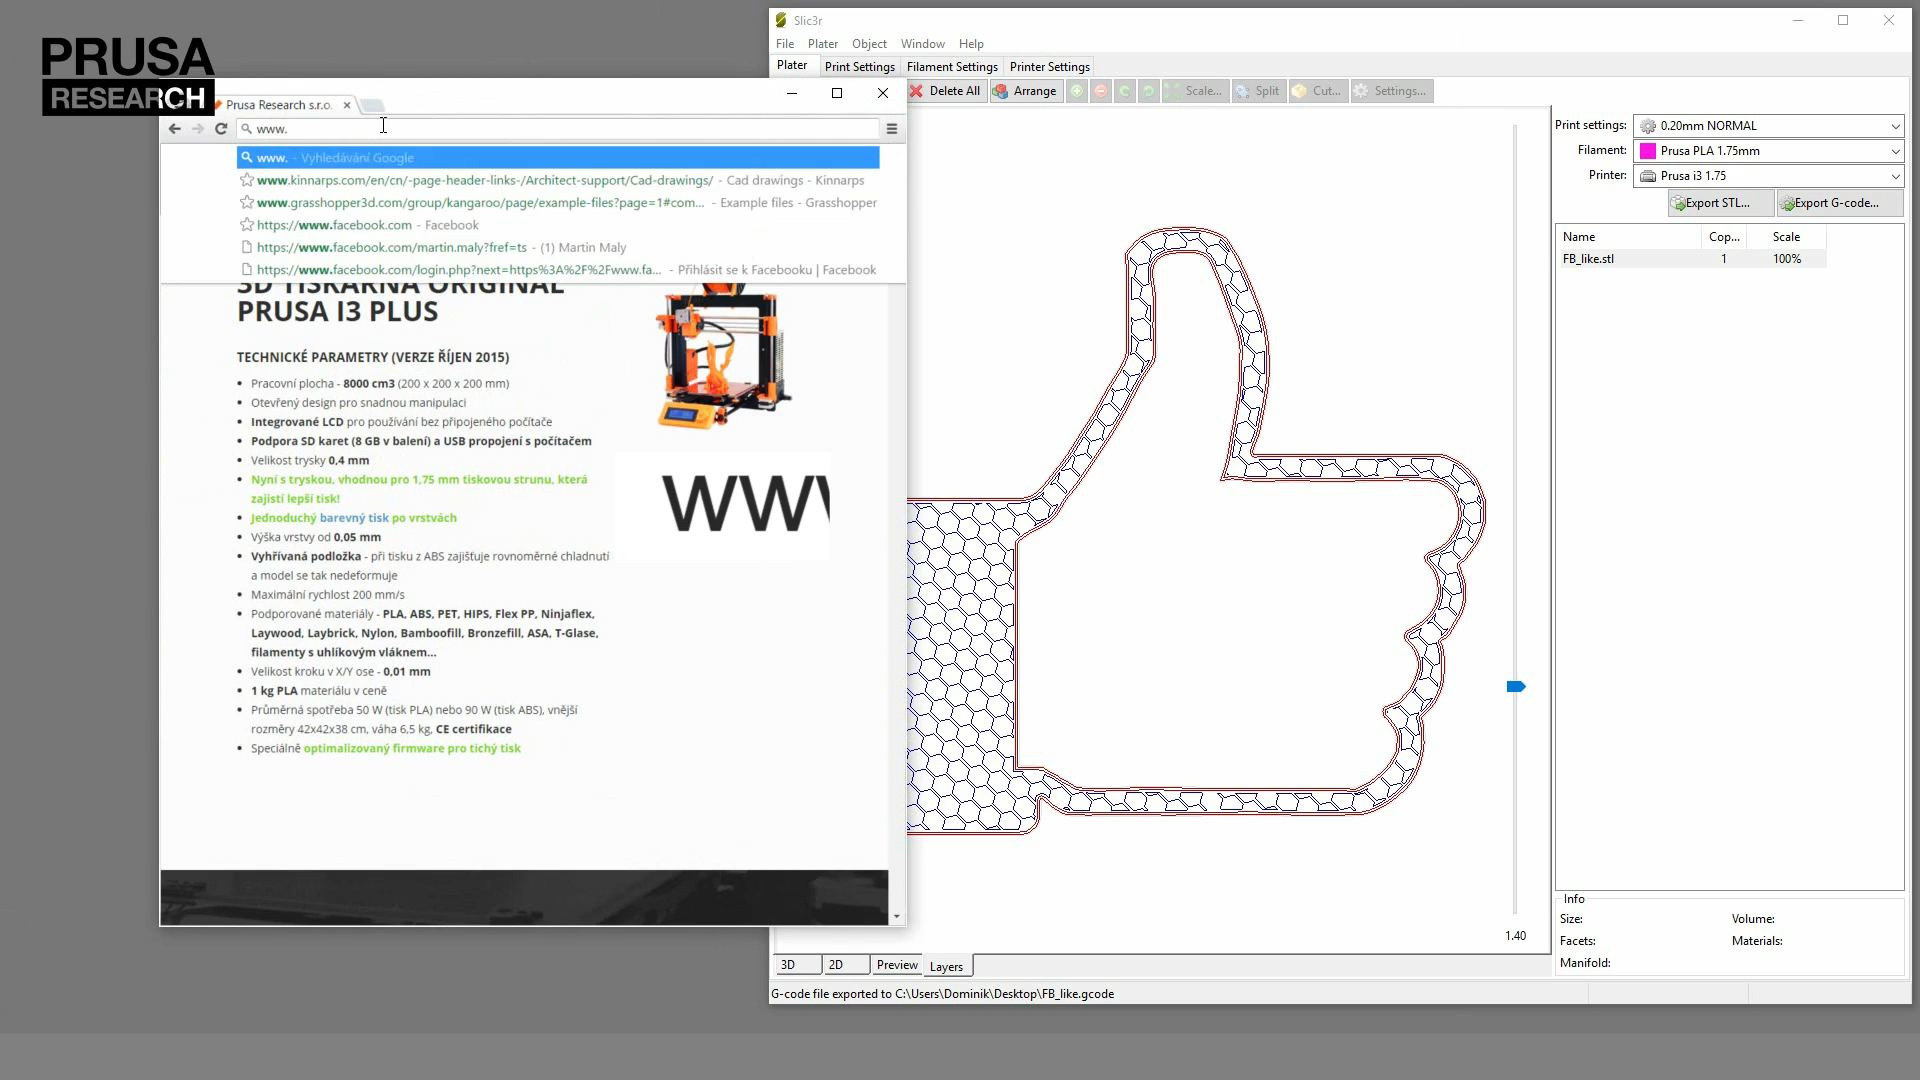 PRUSA
RESEARCH
Slic3r
File Plater Object Window Help
Plater Print Settings Filament Settings Printer Settings
Delete All Arrange Scale... Split Cut... Settings...
Print settings: 0.20mm NORMAL
Filament: Prusa PLA 1.75mm
Printer: Prusa i3 1.75
Export STL... Export G-code...
Name Cop... Scale
FB_like.stl 1 100%
Info
Size: Volume:
Facets: Materials:
Manifold:
1.40
3D 2D Preview Layers
G-code file exported to C:\Users\Dominik\Desktop\FB_like.gcode
Prusa Research s.r.o.
www.
www. - Vyhledávání Google
www.kinnarps.com/en/cn/-page-header-links-/Architect-support/Cad-drawings/ - Cad drawings - Kinnarps
www.grasshopper3d.com/group/kangaroo/page/example-files?page=1#com... - Example files - Grasshopper
https://www.facebook.com - Facebook
https://www.facebook.com/martin.maly?fref=ts - (1) Martin Maly
https://www.facebook.com/login.php?next=https%3A%2F%2Fwww.fa... - Přihlásit se k Facebooku | Facebook
3D TISKÁRNA ORIGINAL
PRUSA I3 PLUS
TECHNICKÉ PARAMETRY (VERZE ŘÍJEN 2015)
• Pracovní plocha - 8000 cm3 (200 x 200 x 200 mm)
• Otevřený design pro snadnou manipulaci
• Integrované LCD pro používání bez připojeného počítače
• Podpora SD karet (8 GB v balení) a USB propojení s počítačem
• Velikost trysky 0,4 mm
• Nyní s tryskou, vhodnou pro 1,75 mm tiskovou strunu, která
zajistí lepší tisk!
• Jednoduchý barevný tisk po vrstvách
• Výška vrstvy od 0,05 mm
• Vyhřívaná podložka - při tisku z ABS zajišťuje rovnoměrné chladnutí
a model se tak nedeformuje
• Maximální rychlost 200 mm/s
• Podporované materiály - PLA, ABS, PET, HIPS, Flex PP, Ninjaflex,
Laywood, Laybrick, Nylon, Bamboofill, Bronzefill, ASA, T-Glase,
filamenty s uhlíkovým vláknem...
• Velikost kroku v X/Y ose - 0,01 mm
• 1 kg PLA materiálu v ceně
• Průměrná spotřeba 50 W (tisk PLA) nebo 90 W (tisk ABS), vnější
rozměry 42x42x38 cm, váha 6,5 kg, CE certifikace
• Speciálně optimalizovaný firmware pro tichý tisk
WW